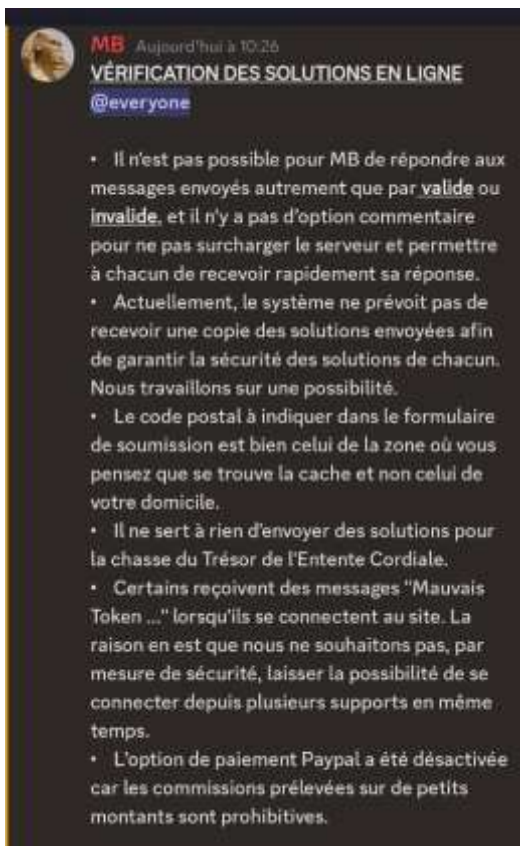 MB Aujourd'hui à 10:26
VÉRIFICATION DES SOLUTIONS EN LIGNE
@everyone
• Il n'est pas possible pour MB de répondre aux
messages envoyés autrement que par valide ou
invalide, et il n'y a pas d'option commentaire
pour ne pas surcharger le serveur et permettre
à chacun de recevoir rapidement sa réponse.
• Actuellement, le système ne prévoit pas de
recevoir une copie des solutions envoyées afin
de garantir la sécurité des solutions de chacun.
Nous travaillons sur une possibilité.
• Le code postal à indiquer dans le formulaire
de soumission est bien celui de la zone où vous
pensez que se trouve la cache et non celui de
votre domicile.
• Il ne sert à rien d'envoyer des solutions pour
la chasse du Trésor de l'Entente Cordiale.
• Certains reçoivent des messages "Mauvais
Token ..." lorsqu'ils se connectent au site. La
raison en est que nous ne souhaitons pas, par
mesure de sécurité, laisser la possibilité de se
connecter depuis plusieurs supports en même
temps.
• L'option de paiement Paypal a été désactivée
car les commissions prélevées sur de petits
montants sont prohibitives.